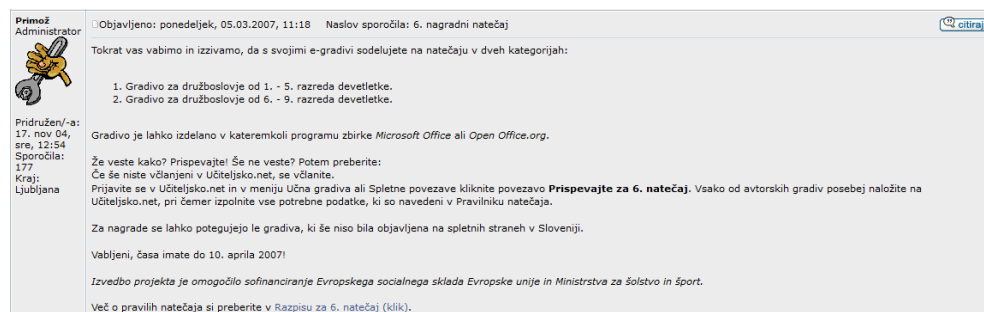 Primož
Administrator
Pridružen/-a:
17. nov 04,
sre, 12:54
Sporočila:
177
Kraj:
Ljubljana
Objavljeno: ponedeljek, 05.03.2007, 11:18 Naslov sporočila: 6. nagradni natečaj
citiraj
Tokrat vas vabimo in izzivamo, da s svojimi e-gradivi sodelujete na natečaju v dveh kategorijah:
1. Gradivo za družboslovje od 1. - 5. razreda devetletke.
2. Gradivo za družboslovje od 6. - 9. razreda devetletke.
Gradivo je lahko izdelano v kateremkoli programu zbirke Microsoft Office ali Open Office.org.
Že veste kako? Prispevajte! Še ne veste? Potem preberite:
Če še niste včlanjeni v Učiteljsko.net, se včlanite.
Prijavite se v Učiteljsko.net in v meniju Učna gradiva ali Spletne povezave kliknite povezavo Prispevajte za 6. natečaj. Vsako od avtorskih gradiv posebej naložite na
Učiteljsko.net, pri čemer izpolnite vse potrebne podatke, ki so navedeni v Pravilniku natečaja.
Za nagrade se lahko potegujejo le gradiva, ki še niso bila objavljena na spletnih straneh v Sloveniji.
Vabljeni, časa imate do 10. aprila 2007!
Izvedbo projekta je omogočilo sofinanciranje Evropskega socialnega sklada Evropske unije in Ministrstva za šolstvo in šport.
Več o pravilih natečaja si preberite v Razpisu za 6. natečaj (klik).